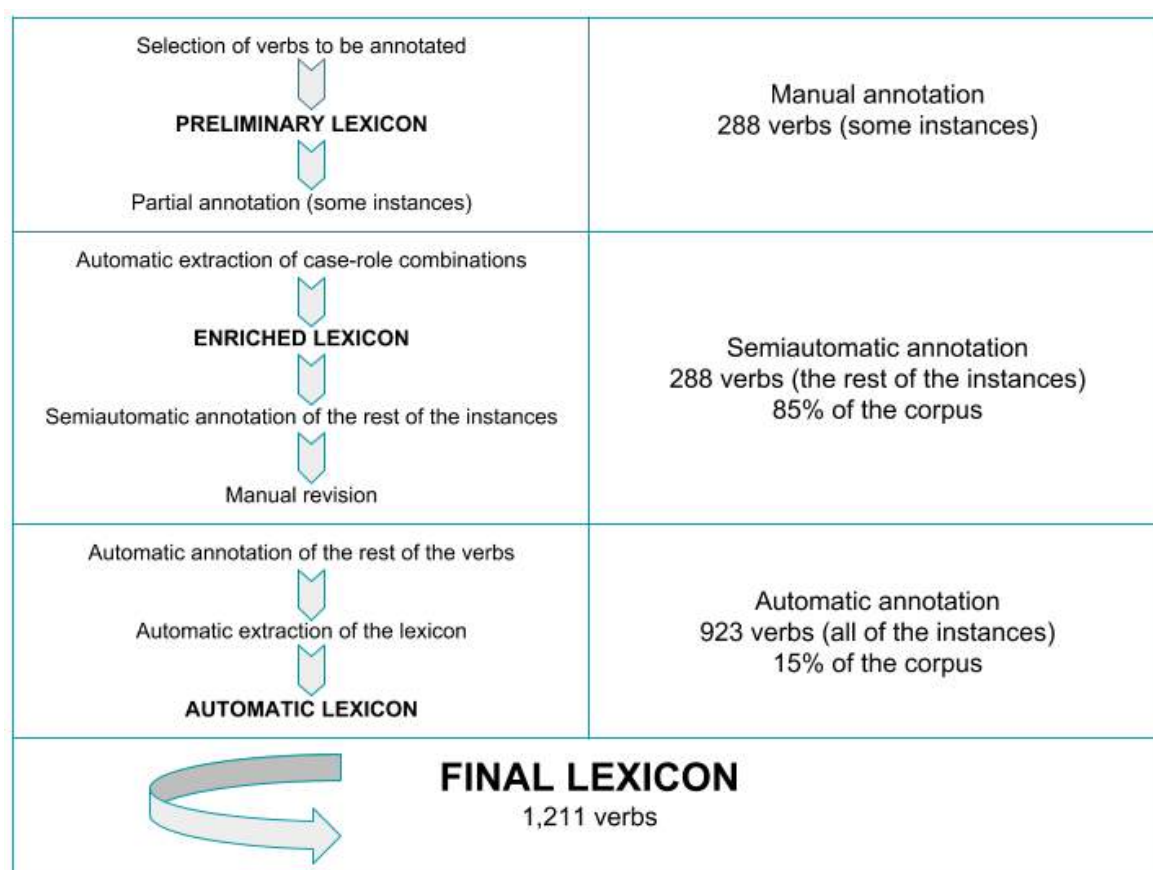 Selection of verbs to be annotated
PRELIMINARY LEXICON
Partial annotation (some instances)
Manual annotation
288 verbs (some instances)
Automatic extraction of case-role combinations
ENRICHED LEXICON
Semiautomatic annotation of the rest of the instances
Manual revision
Semiautomatic annotation
288 verbs (the rest of the instances)
85% of the corpus
Automatic annotation of the rest of the verbs
Automatic extraction of the lexicon
AUTOMATIC LEXICON
Automatic annotation
923 verbs (all of the instances)
15% of the corpus
FINAL LEXICON
1,211 verbs